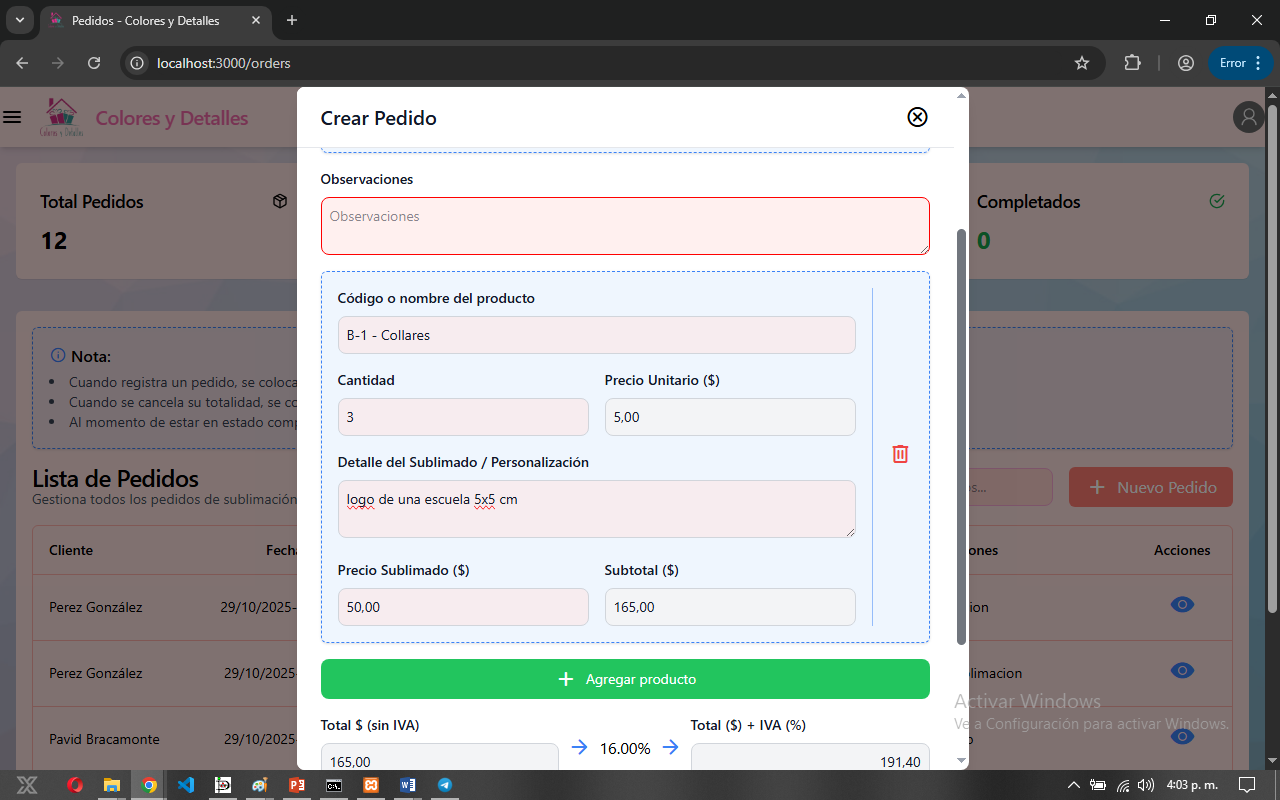 Pedidos - Colores y Detalles
localhost:3000/orders
Error
Colores y Detalles
Crear Pedido
Total Pedidos
12
Completados
0
Observaciones
Observaciones
Código o nombre del producto
B-1 - Collares
Cantidad
Precio Unitario ($)
3
5,00
Detalle del Sublimado / Personalización
logo de una escuela 5x5 cm
Precio Sublimado ($)
Subtotal ($)
50,00
165,00
Agregar producto
Total $ (sin IVA)
Total ($) + IVA (%)
165,00
16.00%
191,40
Nota:
Cuando registra un pedido, se coloca
Cuando se cancela su totalidad, se co
Al momento de estar en estado comp
Lista de Pedidos
Gestiona todos los pedidos de sublimación
os...
Nuevo Pedido
Cliente
Fecha
ones
Acciones
Perez González
29/10/2025-
ion
Perez González
29/10/2025-
limacion
Pavid Bracamonte
29/10/2025-
o
Activar Windows
Ve a Configuración para activar Windows.
4:03 p. m.